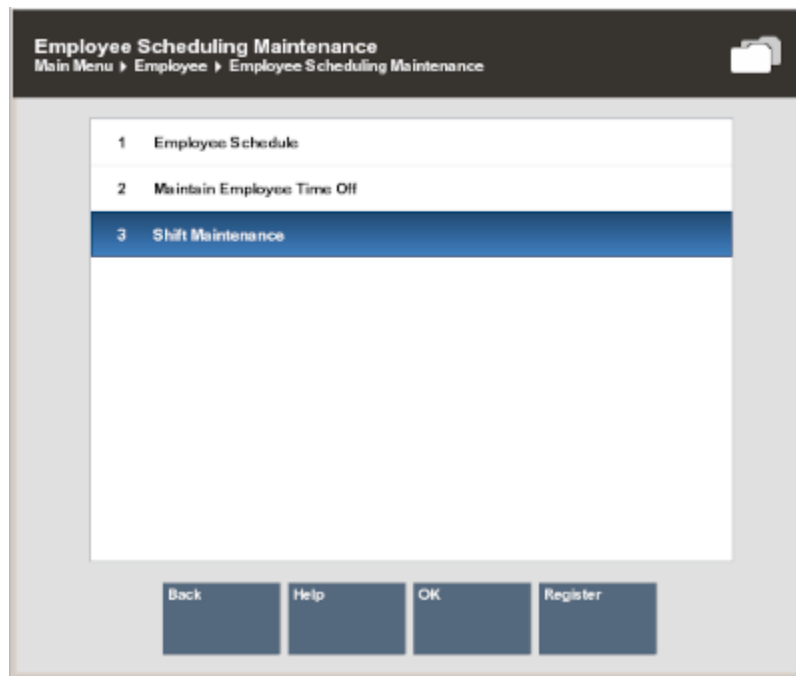 Employee Scheduling Maintenance
Main Menu ▸ Employee ▸ Employee Scheduling Maintenance
1 Employee Schedule
2 Maintain Employee Time Off
3 Shift Maintenance
Back Help OK Register